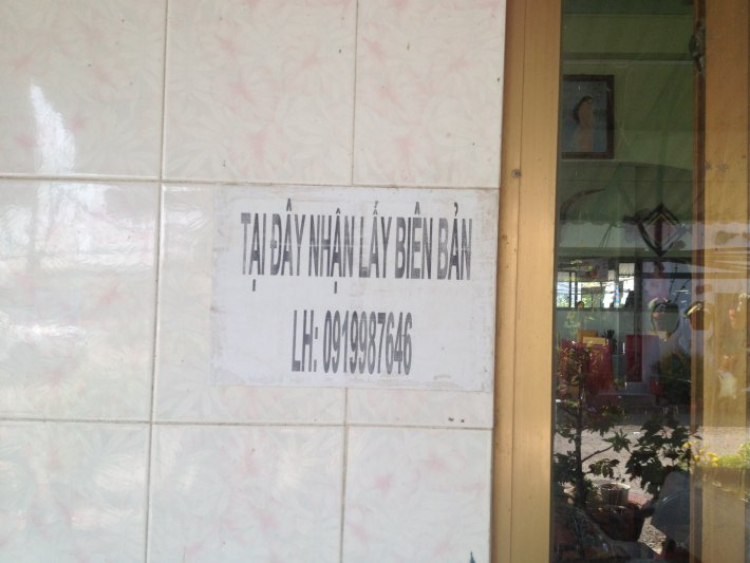 TẠI ĐÂY NHẬN LẤY BIÊN BẢN
LH: 0919987646